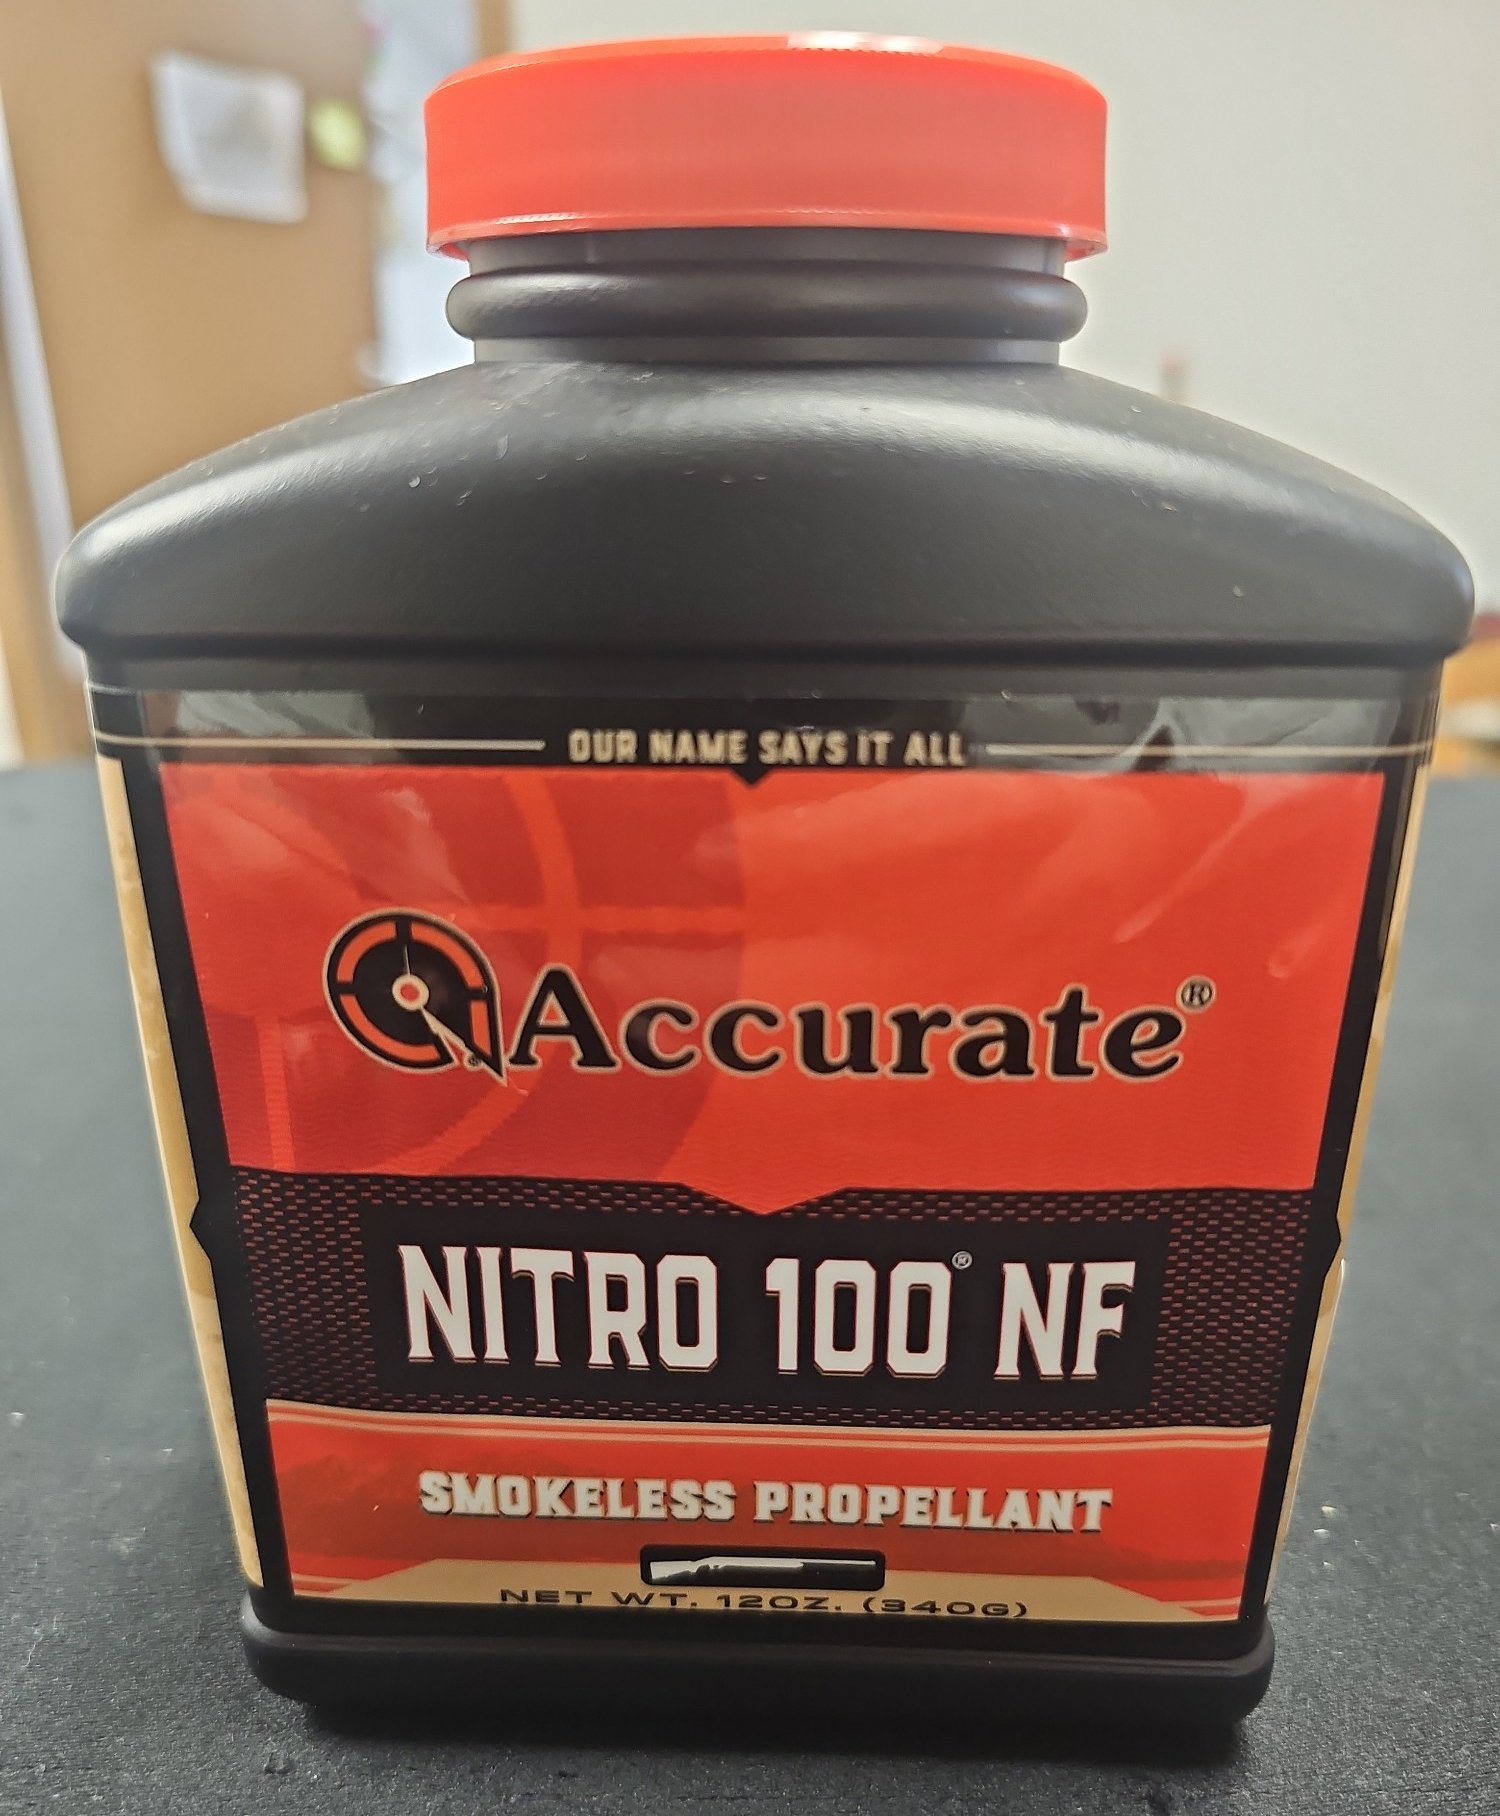 OUR NAME SAYS IT ALL
Accurate®
NITRO 100® NF
SMOKELESS PROPELLANT
NET WT. 12OZ. (340G)